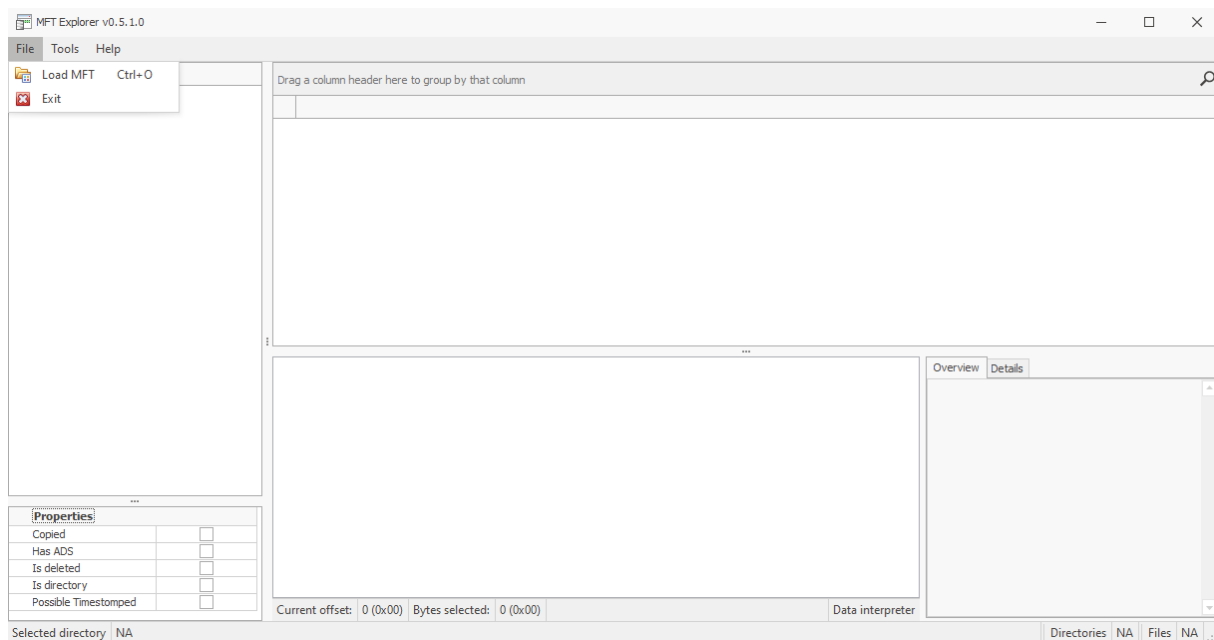 MFT Explorer v0.5.1.0
File Tools Help
Load MFT Ctrl+O
Exit
Drag a column header here to group by that column
Overview Details
Properties
Copied
Has ADS
Is deleted
Is directory
Possible Timestomped
Current offset: 0 (0x00) Bytes selected: 0 (0x00) Data interpreter
Selected directory NA Directories NA Files NA